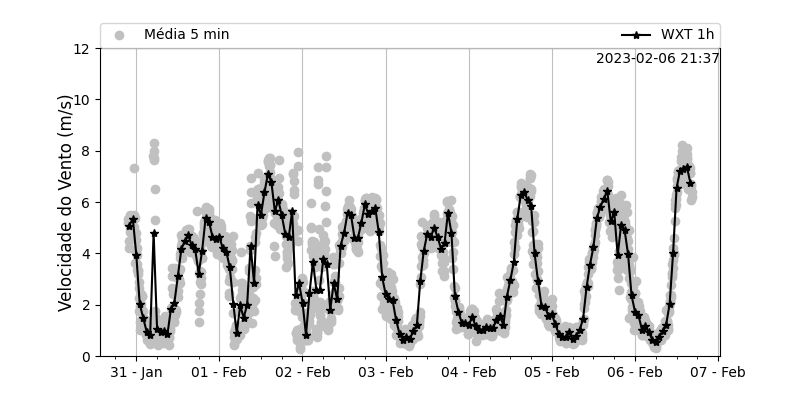 Média 5 min
WXT 1h
2023-02-06 21:37
Velocidade do Vento (m/s)
12
10
8
6
4
2
0
31 - Jan
01 - Feb
02 - Feb
03 - Feb
04 - Feb
05 - Feb
06 - Feb
07 - Feb